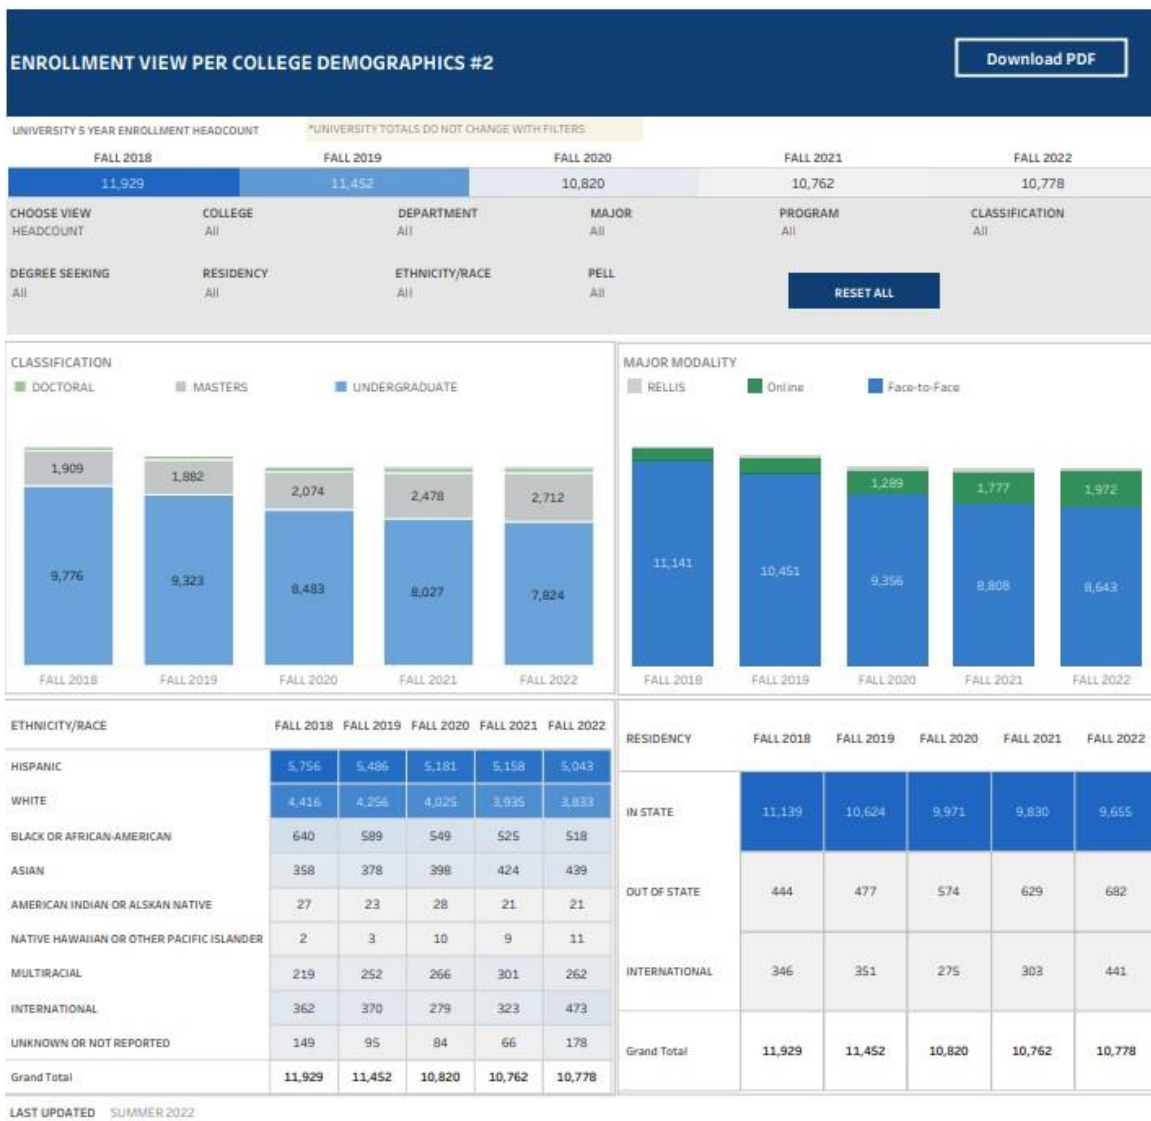 ENROLLMENT VIEW PER COLLEGE DEMOGRAPHICS #2
Download PDF
UNIVERSITY 5 YEAR ENROLLMENT HEADCOUNT *UNIVERSITY TOTALS DO NOT CHANGE WITH FILTERS
FALL 2018 FALL 2019 FALL 2020 FALL 2021 FALL 2022
11,929 11,452 10,820 10,762 10,778
CHOOSE VIEW COLLEGE DEPARTMENT MAJOR PROGRAM CLASSIFICATION
HEADCOUNT All All All All All
DEGREE SEEKING RESIDENCY ETHNICITY/RACE PELL
All All All All
RESET ALL
CLASSIFICATION
DOCTORAL MASTERS UNDERGRADUATE
1,909 1,882 2,074 2,478 2,712
9,776 9,323 8,483 8,027 7,824
FALL 2018 FALL 2019 FALL 2020 FALL 2021 FALL 2022
MAJOR MODALITY
RELLIS Online Face-to-Face
1,289 1,777 1,972
11,141 10,451 9,356 8,808 8,643
FALL 2018 FALL 2019 FALL 2020 FALL 2021 FALL 2022
ETHNICITY/RACE FALL 2018 FALL 2019 FALL 2020 FALL 2021 FALL 2022
HISPANIC 5,756 5,486 5,181 5,158 5,043
WHITE 4,416 4,256 4,025 3,935 3,833
BLACK OR AFRICAN-AMERICAN 640 589 549 525 518
ASIAN 358 378 398 424 439
AMERICAN INDIAN OR ALSKAN NATIVE 27 23 28 21 21
NATIVE HAWAIIAN OR OTHER PACIFIC ISLANDER 2 3 10 9 11
MULTIRACIAL 219 252 266 301 262
INTERNATIONAL 362 370 279 323 473
UNKNOWN OR NOT REPORTED 149 95 84 66 178
Grand Total 11,929 11,452 10,820 10,762 10,778
RESIDENCY FALL 2018 FALL 2019 FALL 2020 FALL 2021 FALL 2022
IN STATE 11,139 10,624 9,971 9,830 9,655
OUT OF STATE 444 477 574 629 682
INTERNATIONAL 346 351 275 303 441
Grand Total 11,929 11,452 10,820 10,762 10,778
LAST UPDATED SUMMER 2022